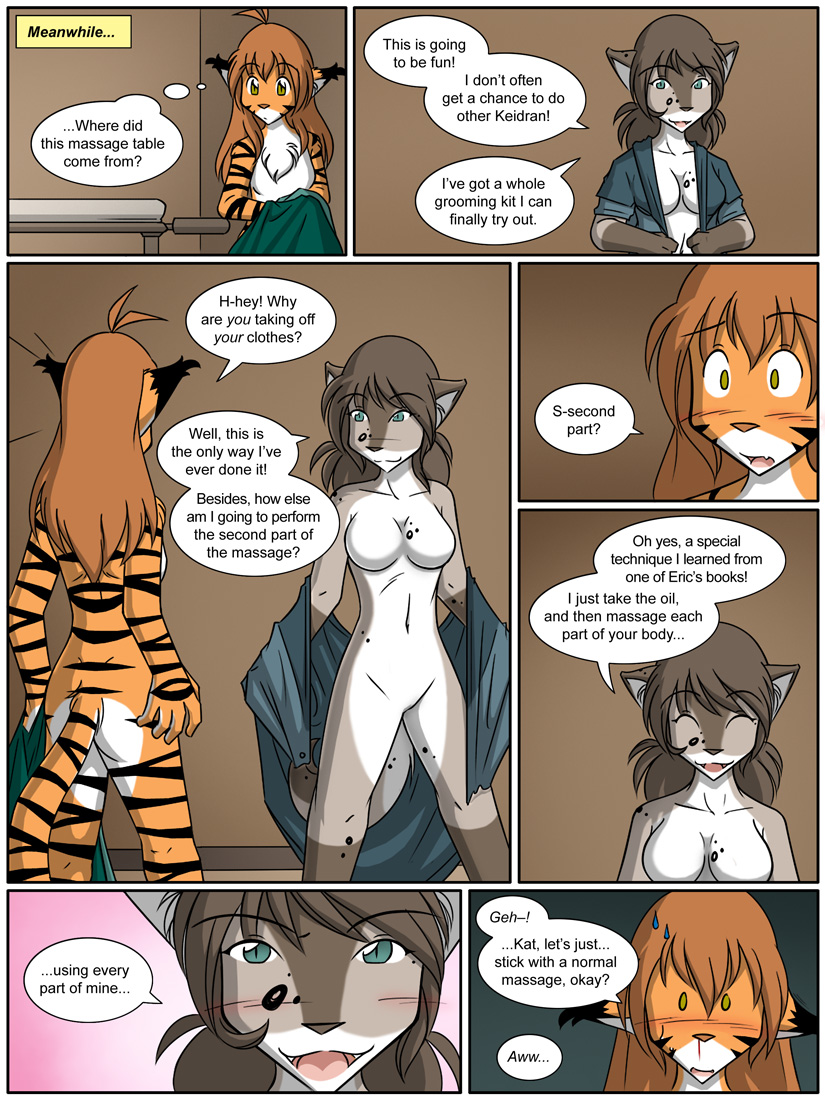 Meanwhile...
...Where did
this massage table
come from?
This is going
to be fun!
I don't often
get a chance to do
other Keidran!
I've got a whole
grooming kit I can
finally try out.
H-hey! Why
are you taking off
your clothes?
Well, this is
the only way I've
ever done it!
Besides, how else
am I going to perform
the second part of
the massage?
S-second
part?
Oh yes, a special
technique I learned from
one of Eric's books!
I just take the oil,
and then massage each
part of your body...
...using every
part of mine...
Geh–!
...Kat, let's just...
stick with a normal
massage, okay?
Aww...